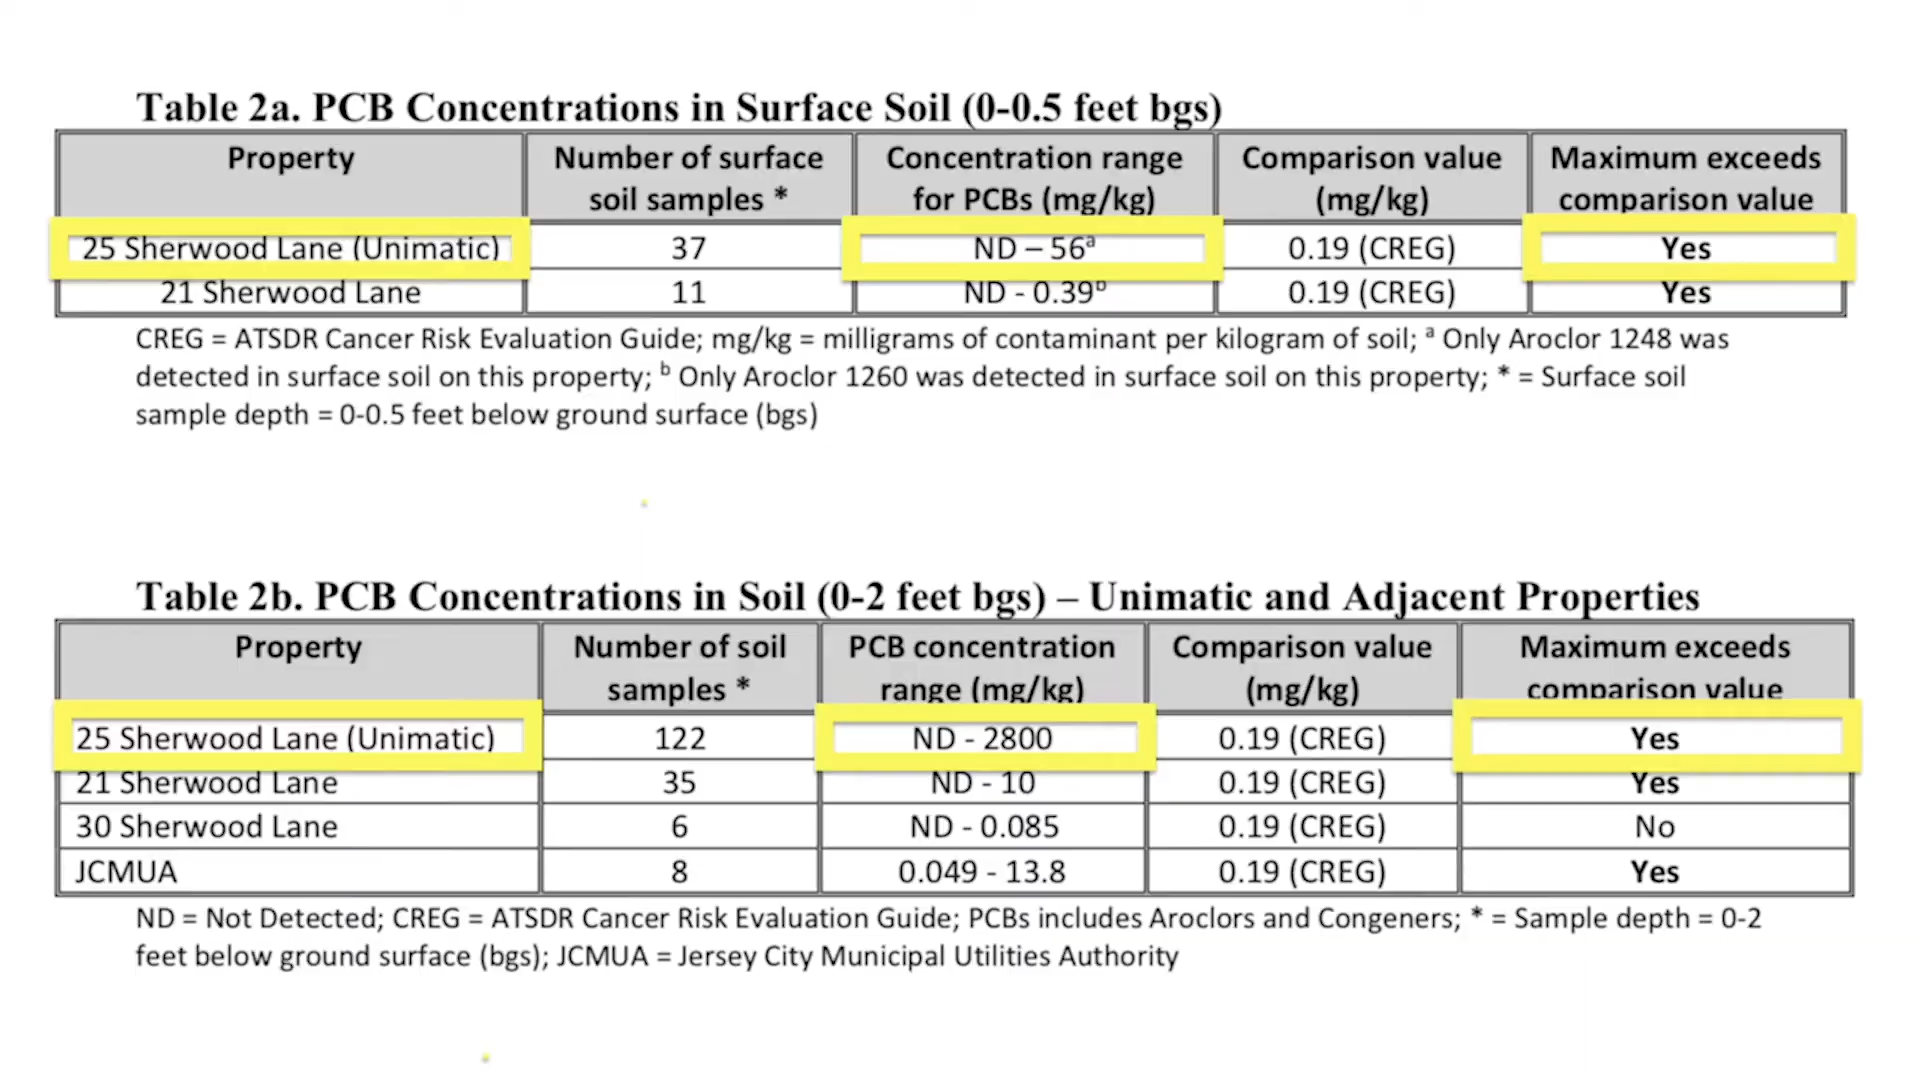 Table 2a. PCB Concentrations in Surface Soil (0-0.5 feet bgs)
Property Number of surface soil samples * Concentration range for PCBs (mg/kg) Comparison value (mg/kg) Maximum exceeds comparison value
25 Sherwood Lane (Unimatic) 37 ND – 56ᵃ 0.19 (CREG) Yes
21 Sherwood Lane 11 ND - 0.39ᵇ 0.19 (CREG) Yes
CREG = ATSDR Cancer Risk Evaluation Guide; mg/kg = milligrams of contaminant per kilogram of soil; ᵃ Only Aroclor 1248 was
detected in surface soil on this property; ᵇ Only Aroclor 1260 was detected in surface soil on this property; * = Surface soil
sample depth = 0-0.5 feet below ground surface (bgs)
Table 2b. PCB Concentrations in Soil (0-2 feet bgs) – Unimatic and Adjacent Properties
Property Number of soil samples * PCB concentration range (mg/kg) Comparison value (mg/kg) Maximum exceeds comparison value
25 Sherwood Lane (Unimatic) 122 ND - 2800 0.19 (CREG) Yes
21 Sherwood Lane 35 ND - 10 0.19 (CREG) Yes
30 Sherwood Lane 6 ND - 0.085 0.19 (CREG) No
JCMUA 8 0.049 - 13.8 0.19 (CREG) Yes
ND = Not Detected; CREG = ATSDR Cancer Risk Evaluation Guide; PCBs includes Aroclors and Congeners; * = Sample depth = 0-2
feet below ground surface (bgs); JCMUA = Jersey City Municipal Utilities Authority